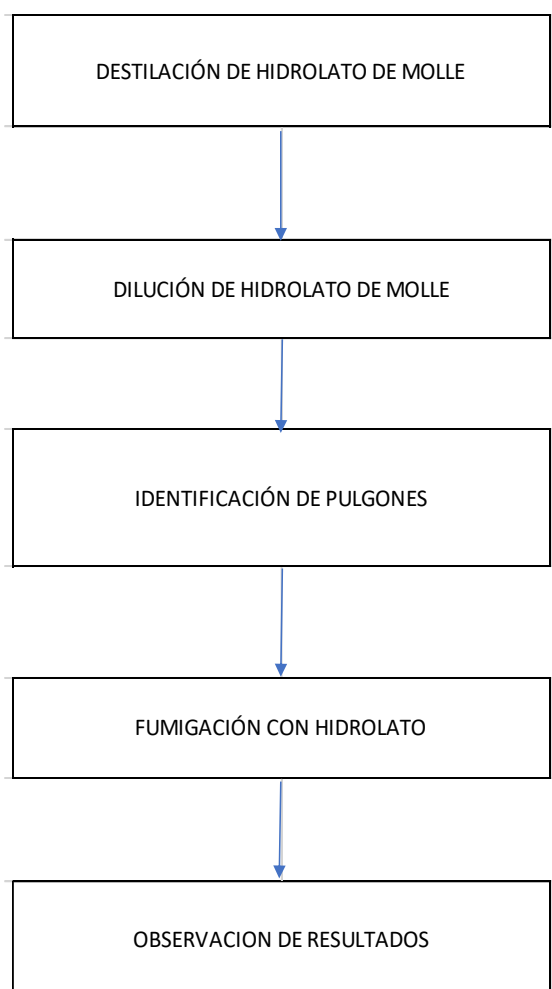 DESTILACIÓN DE HIDROLATO DE MOLLE
DILUCIÓN DE HIDROLATO DE MOLLE
IDENTIFICACIÓN DE PULGONES
FUMIGACIÓN CON HIDROLATO
OBSERVACION DE RESULTADOS